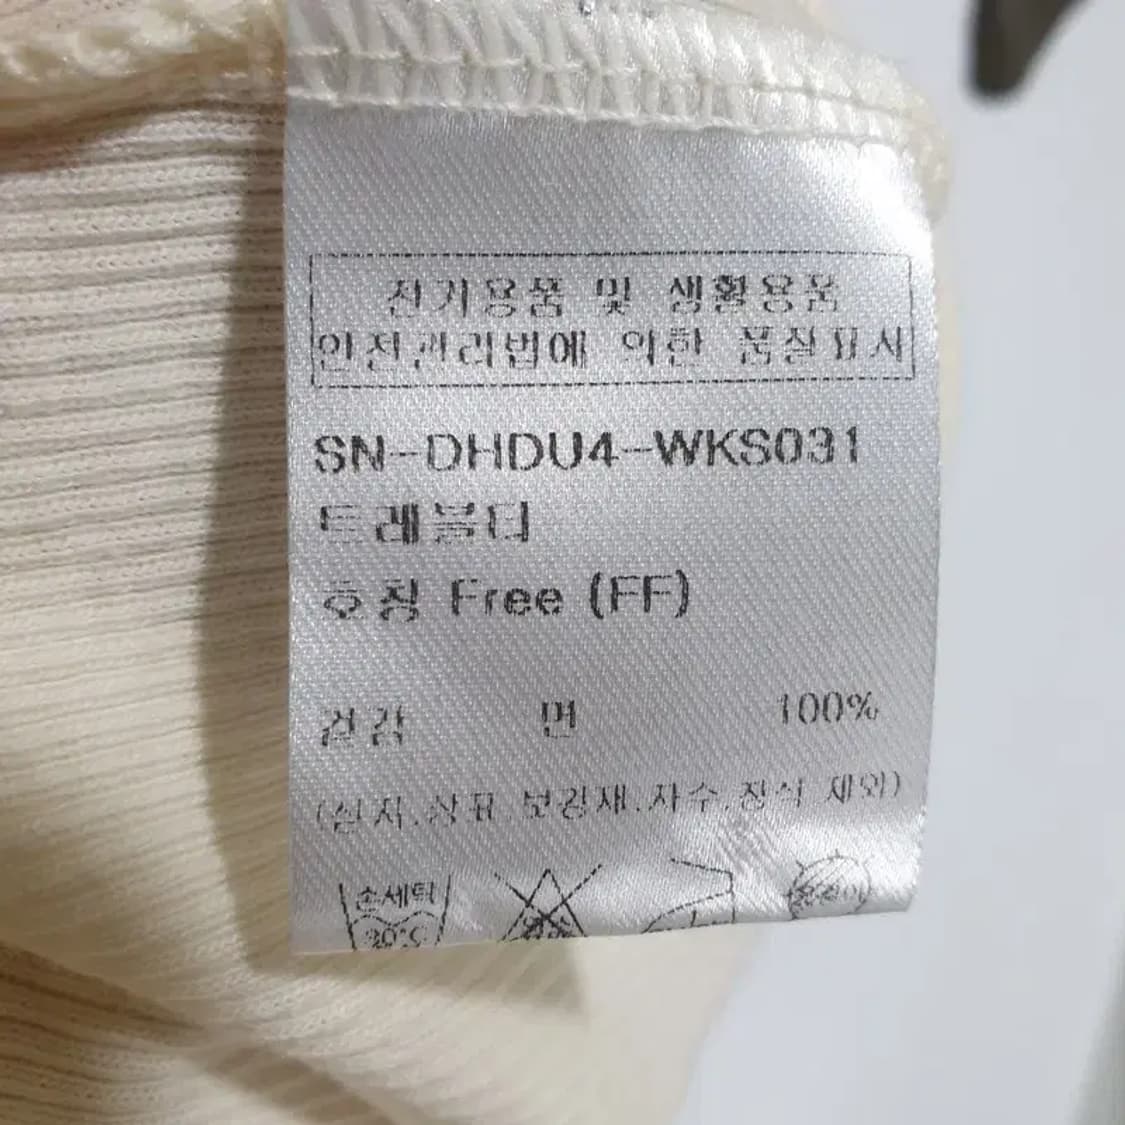 전기용품 및 생활용품
안전관리법에 의한 품질표시
SN-DHDU4-WKS031
트레블티
호칭 Free (FF)
겉감 면 100%
(심지.상표.보강재.자수.장식 제외)
손세탁
30°C